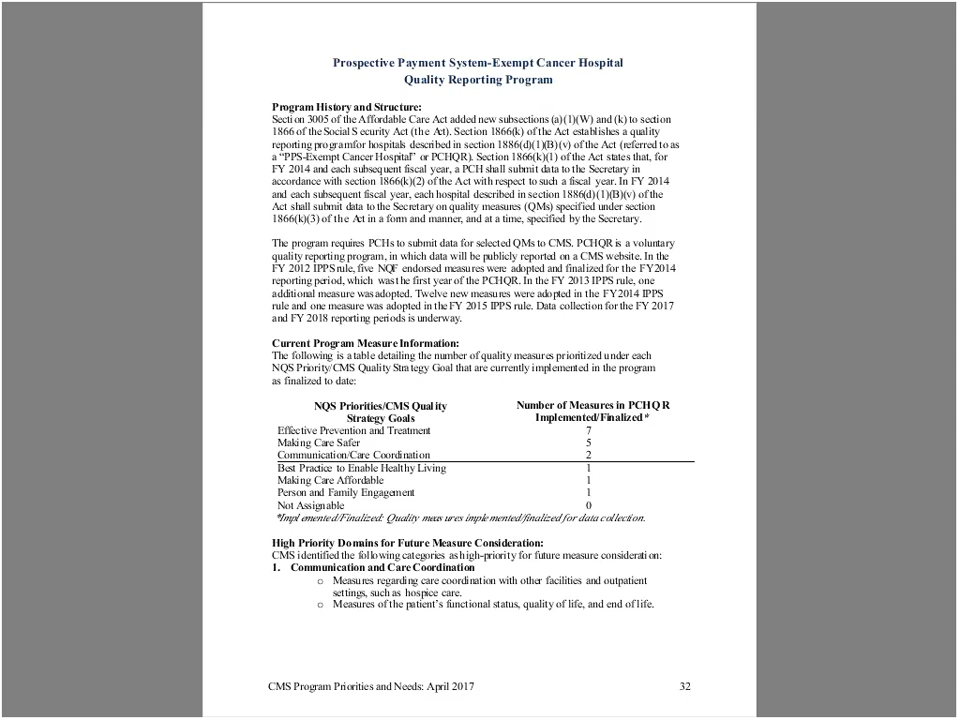 Prospective Payment System-Exempt Cancer Hospital
Quality Reporting Program
Program History and Structure:
Section 3005 of the Affordable Care Act added new subsections (a)(1)(W) and (k) to section
1866 of the Social Security Act (the Act). Section 1866(k) of the Act establishes a quality
reporting program for hospitals described in section 1886(d)(1)(B)(v) of the Act (referred to as
a “PPS-Exempt Cancer Hospital” or PCHQR). Section 1866(k)(1) of the Act states that, for
FY 2014 and each subsequent fiscal year, a PCH shall submit data to the Secretary in
accordance with section 1866(k)(2) of the Act with respect to such a fiscal year. In FY 2014
and each subsequent fiscal year, each hospital described in section 1886(d)(1)(B)(v) of the
Act shall submit data to the Secretary on quality measures (QMs) specified under section
1866(k)(3) of the Act in a form and manner, and at a time, specified by the Secretary.
The program requires PCHs to submit data for selected QMs to CMS. PCHQR is a voluntary
quality reporting program, in which data will be publicly reported on a CMS website. In the
FY 2012 IPPS rule, five NQF endorsed measures were adopted and finalized for the FY2014
reporting period, which was the first year of the PCHQR. In the FY 2013 IPPS rule, one
additional measure was adopted. Twelve new measures were adopted in the FY2014 IPPS
rule and one measure was adopted in the FY 2015 IPPS rule. Data collection for the FY 2017
and FY 2018 reporting periods is underway.
Current Program Measure Information:
The following is a table detailing the number of quality measures prioritized under each
NQS Priority/CMS Quality Strategy Goal that are currently implemented in the program
as finalized to date:
NQS Priorities/CMS Quality Strategy Goals Number of Measures in PCHQR Implemented/Finalized*
Effective Prevention and Treatment 7
Making Care Safer 5
Communication/Care Coordination 2
Best Practice to Enable Healthy Living 1
Making Care Affordable 1
Person and Family Engagement 1
Not Assignable 0
*Implemented/Finalized: Quality measures implemented/finalized for data collection.
High Priority Domains for Future Measure Consideration:
CMS identified the following categories as high-priority for future measure consideration:
1. Communication and Care Coordination
o Measures regarding care coordination with other facilities and outpatient
settings, such as hospice care.
o Measures of the patient’s functional status, quality of life, and end of life.
CMS Program Priorities and Needs: April 2017 32